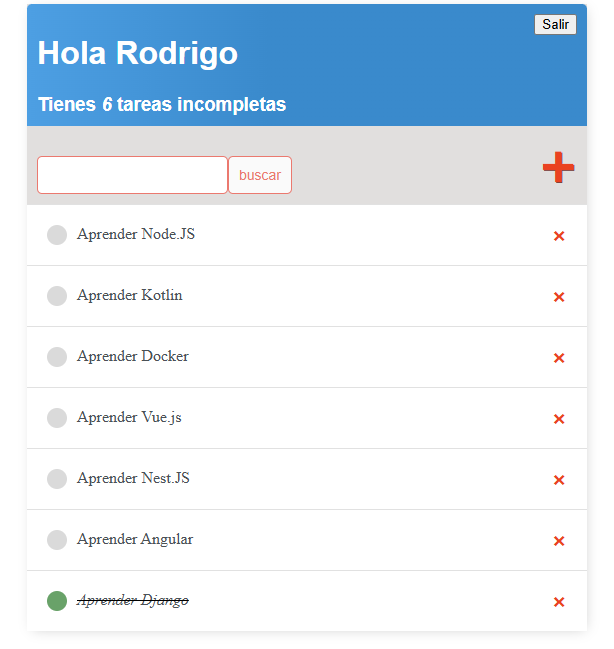 Salir
Hola Rodrigo
Tienes 6 tareas incompletas
buscar
Aprender Node.JS
Aprender Kotlin
Aprender Docker
Aprender Vue.js
Aprender Nest.JS
Aprender Angular
Aprender Django